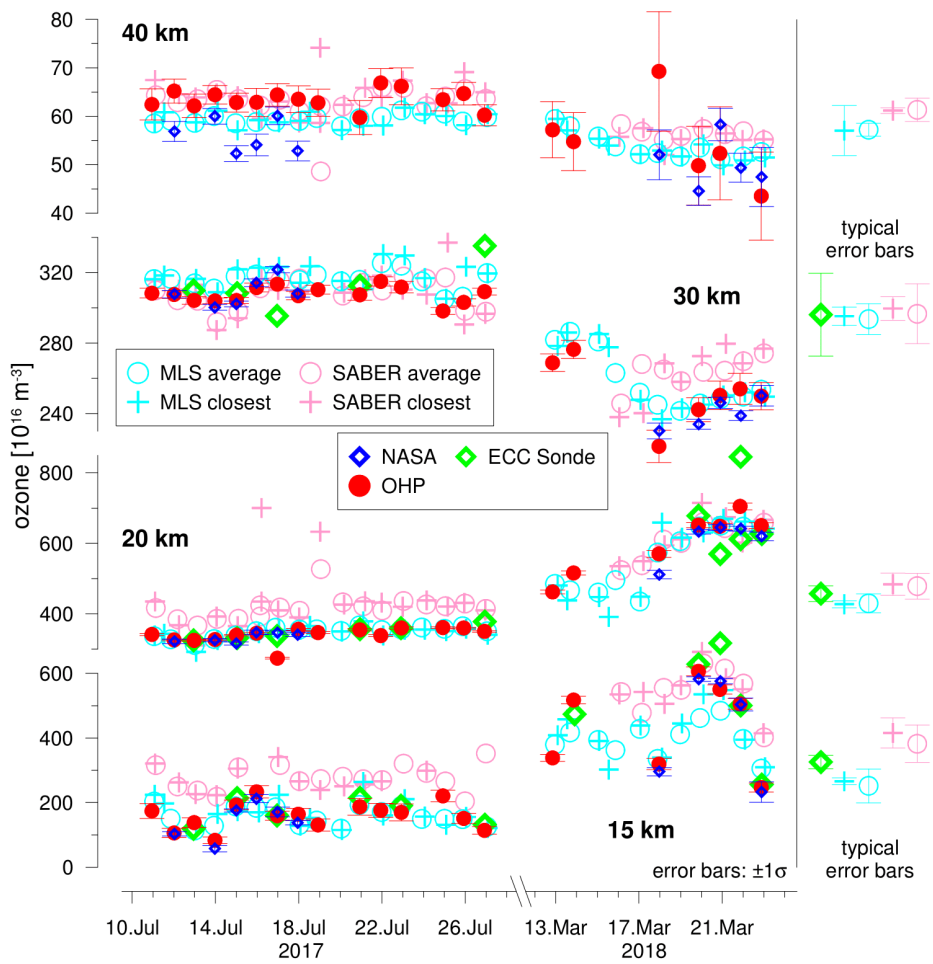 80
40 km
70
60
50
40
typical
error bars
320
30 km
280
240
MLS average
SABER average
MLS closest
SABER closest
NASA
ECC Sonde
OHP
ozone [10¹⁶ m⁻³]
800
20 km
600
400
200
600
400
200
0
15 km
typical
error bars
error bars: ±1σ
10.Jul
14.Jul
18.Jul
22.Jul
26.Jul
13.Mar
17.Mar
21.Mar
2017
2018